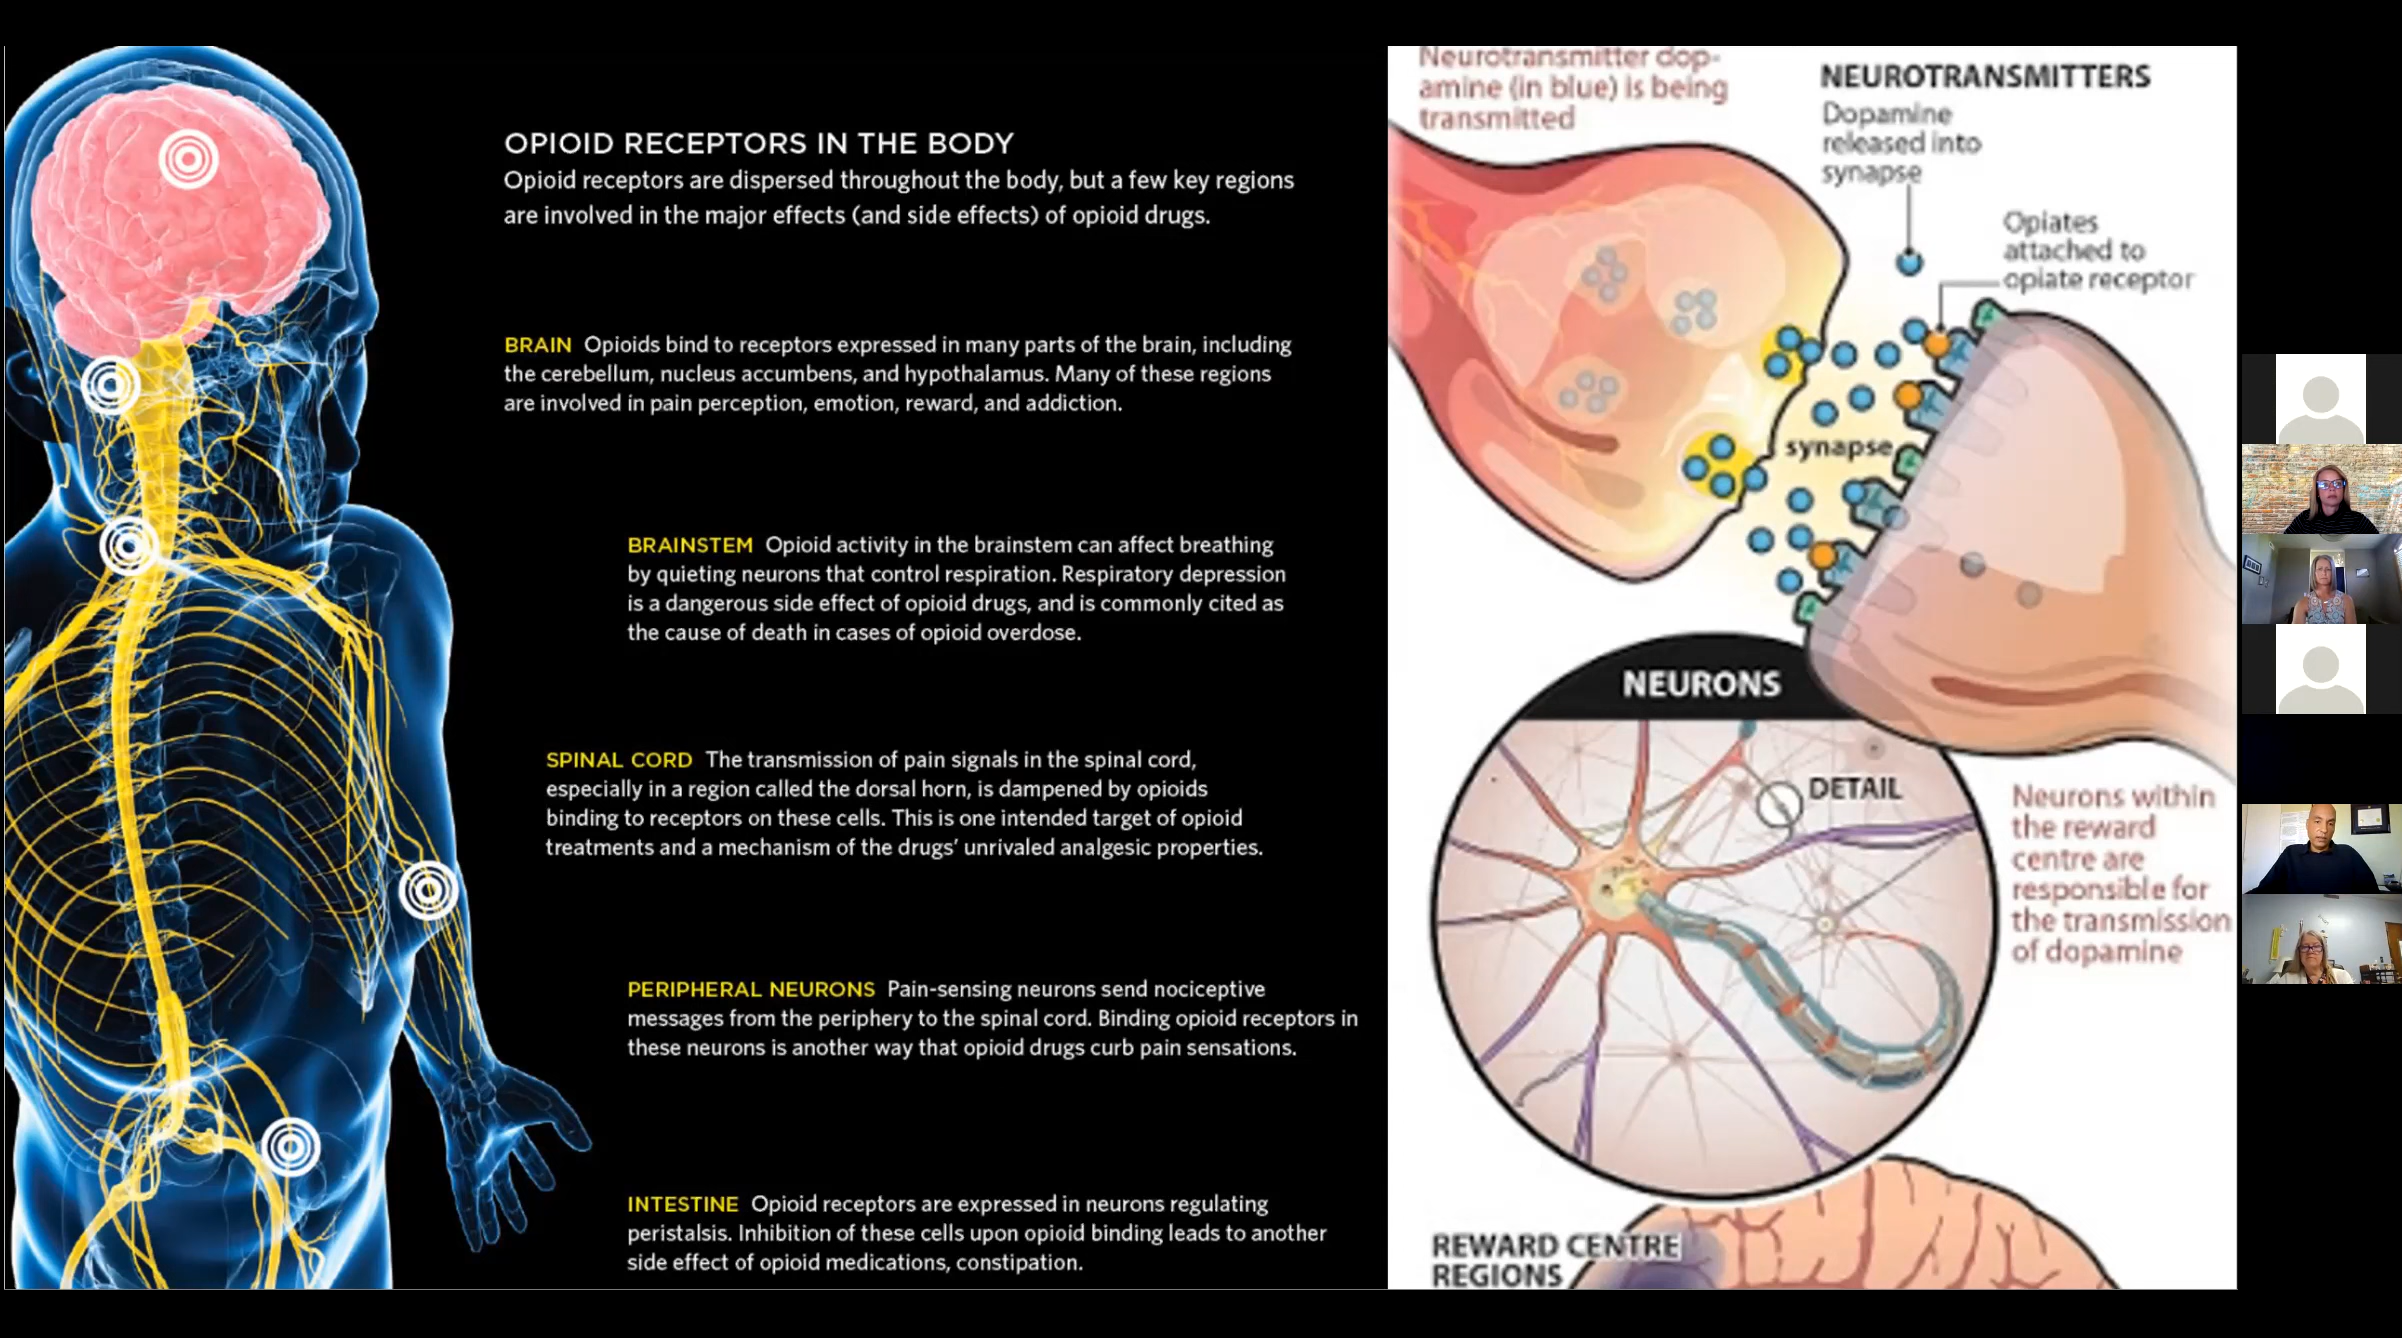 OPIOID RECEPTORS IN THE BODY
Opioid receptors are dispersed throughout the body, but a few key regions
are involved in the major effects (and side effects) of opioid drugs.
BRAIN Opioids bind to receptors expressed in many parts of the brain, including
the cerebellum, nucleus accumbens, and hypothalamus. Many of these regions
are involved in pain perception, emotion, reward, and addiction.
BRAINSTEM Opioid activity in the brainstem can affect breathing
by quieting neurons that control respiration. Respiratory depression
is a dangerous side effect of opioid drugs, and is commonly cited as
the cause of death in cases of opioid overdose.
SPINAL CORD The transmission of pain signals in the spinal cord,
especially in a region called the dorsal horn, is dampened by opioids
binding to receptors on these cells. This is one intended target of opioid
treatments and a mechanism of the drugs’ unrivaled analgesic properties.
PERIPHERAL NEURONS Pain-sensing neurons send nociceptive
messages from the periphery to the spinal cord. Binding opioid receptors in
these neurons is another way that opioid drugs curb pain sensations.
INTESTINE Opioid receptors are expressed in neurons regulating
peristalsis. Inhibition of these cells upon opioid binding leads to another
side effect of opioid medications, constipation.
Neurotransmitter dop-
amine (in blue) is being
transmitted
NEUROTRANSMITTERS
Dopamine
released into
synapse
Opiates
attached to
opiate receptor
synapse
NEURONS
DETAIL
Neurons within
the reward
centre are
responsible for
the transmission
of dopamine
REWARD CENTRE
REGIONS